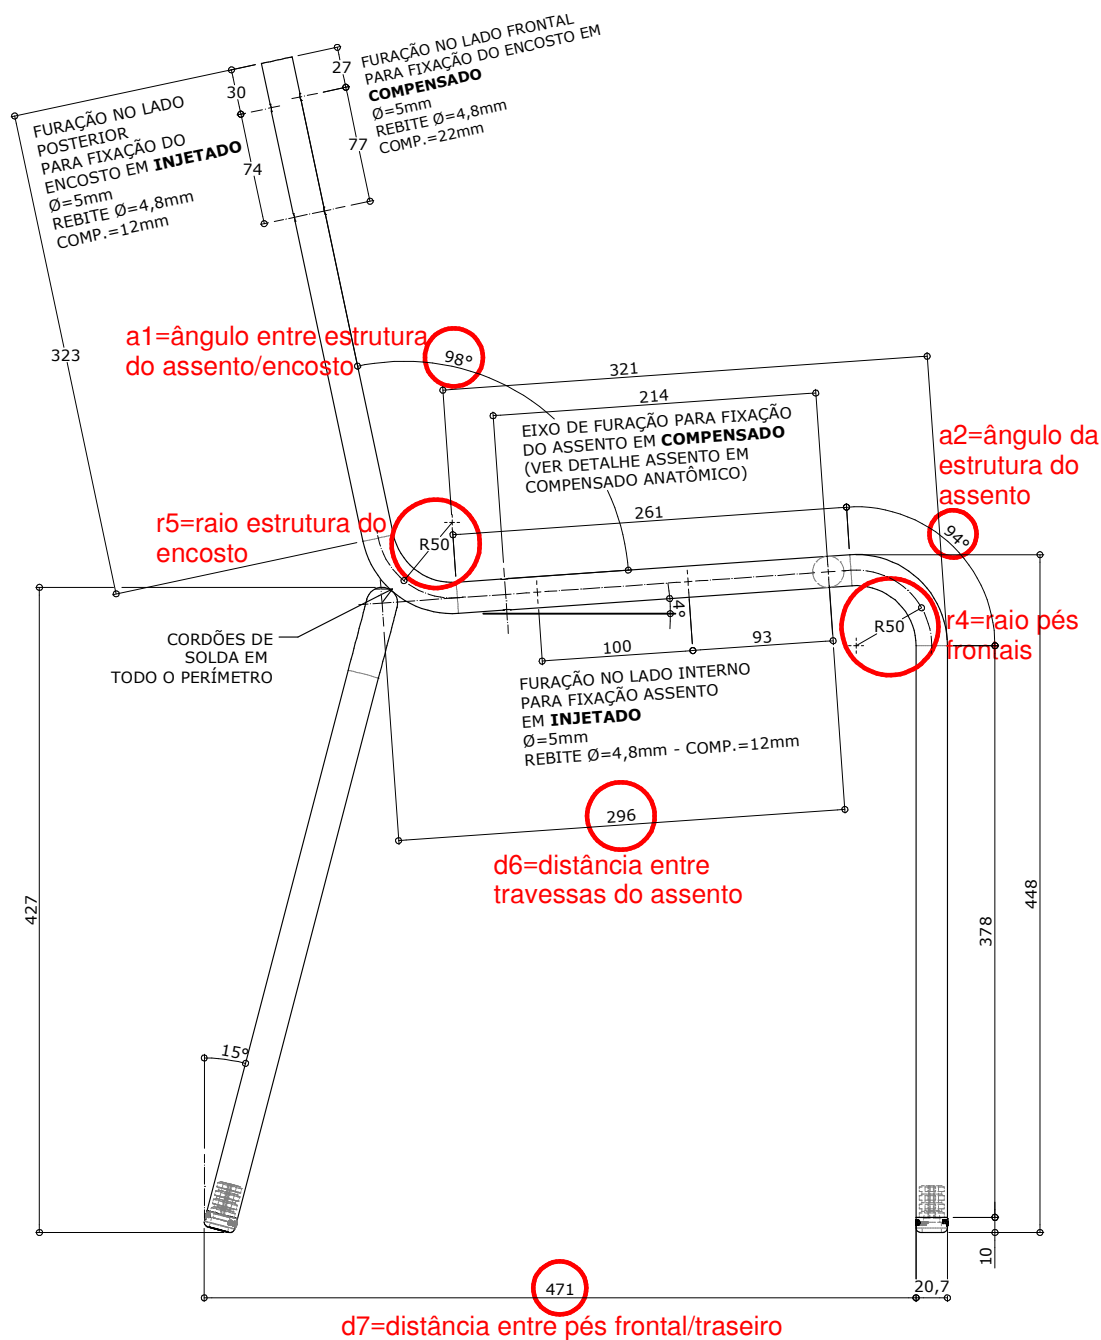 FURAÇÃO NO LADO FRONTAL
PARA FIXAÇÃO DO ENCOSTO EM
COMPENSADO
Ø=5mm
REBITE Ø=4,8mm
COMP.=22mm
27
77
30
74
FURAÇÃO NO LADO
POSTERIOR
PARA FIXAÇÃO DO
ENCOSTO EM INJETADO
Ø=5mm
REBITE Ø=4,8mm
COMP.=12mm
323
a1=ângulo entre estrutura
do assento/encosto
98°
321
214
EIXO DE FURAÇÃO PARA FIXAÇÃO
DO ASSENTO EM COMPENSADO
(VER DETALHE ASSENTO EM
COMPENSADO ANATÔMICO)
261
a2=ângulo da
estrutura do
assento
94°
r5=raio estrutura do
encosto
R50
4°
R50
r4=raio pés
frontais
100
93
CORDÕES DE
SOLDA EM
TODO O PERÍMETRO
FURAÇÃO NO LADO INTERNO
PARA FIXAÇÃO ASSENTO
EM INJETADO
Ø=5mm
REBITE Ø=4,8mm - COMP.=12mm
296
d6=distância entre
travessas do assento
427
448
378
15°
10
471
20,7
d7=distância entre pés frontal/traseiro